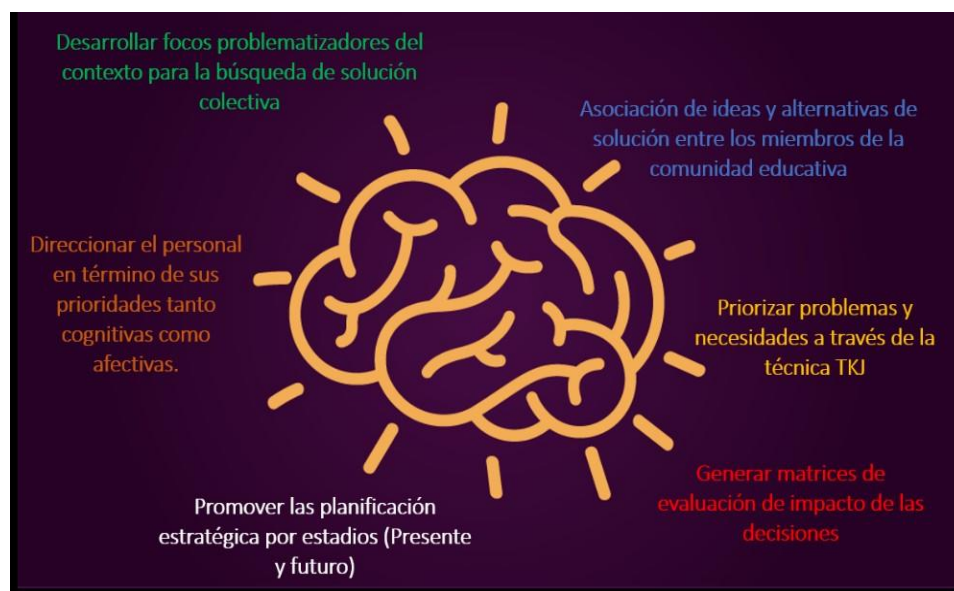 Desarrollar focos problematizadores del
contexto para la búsqueda de solución
colectiva
Asociación de ideas y alternativas de
solución entre los miembros de la
comunidad educativa
Direccionar el personal
en término de sus
prioridades tanto
cognitivas como
afectivas.
Priorizar problemas y
necesidades a través de la
técnica TKJ
Generar matrices de
evaluación de impacto de las
decisiones
Promover las planificación
estratégica por estadios (Presente
y futuro)